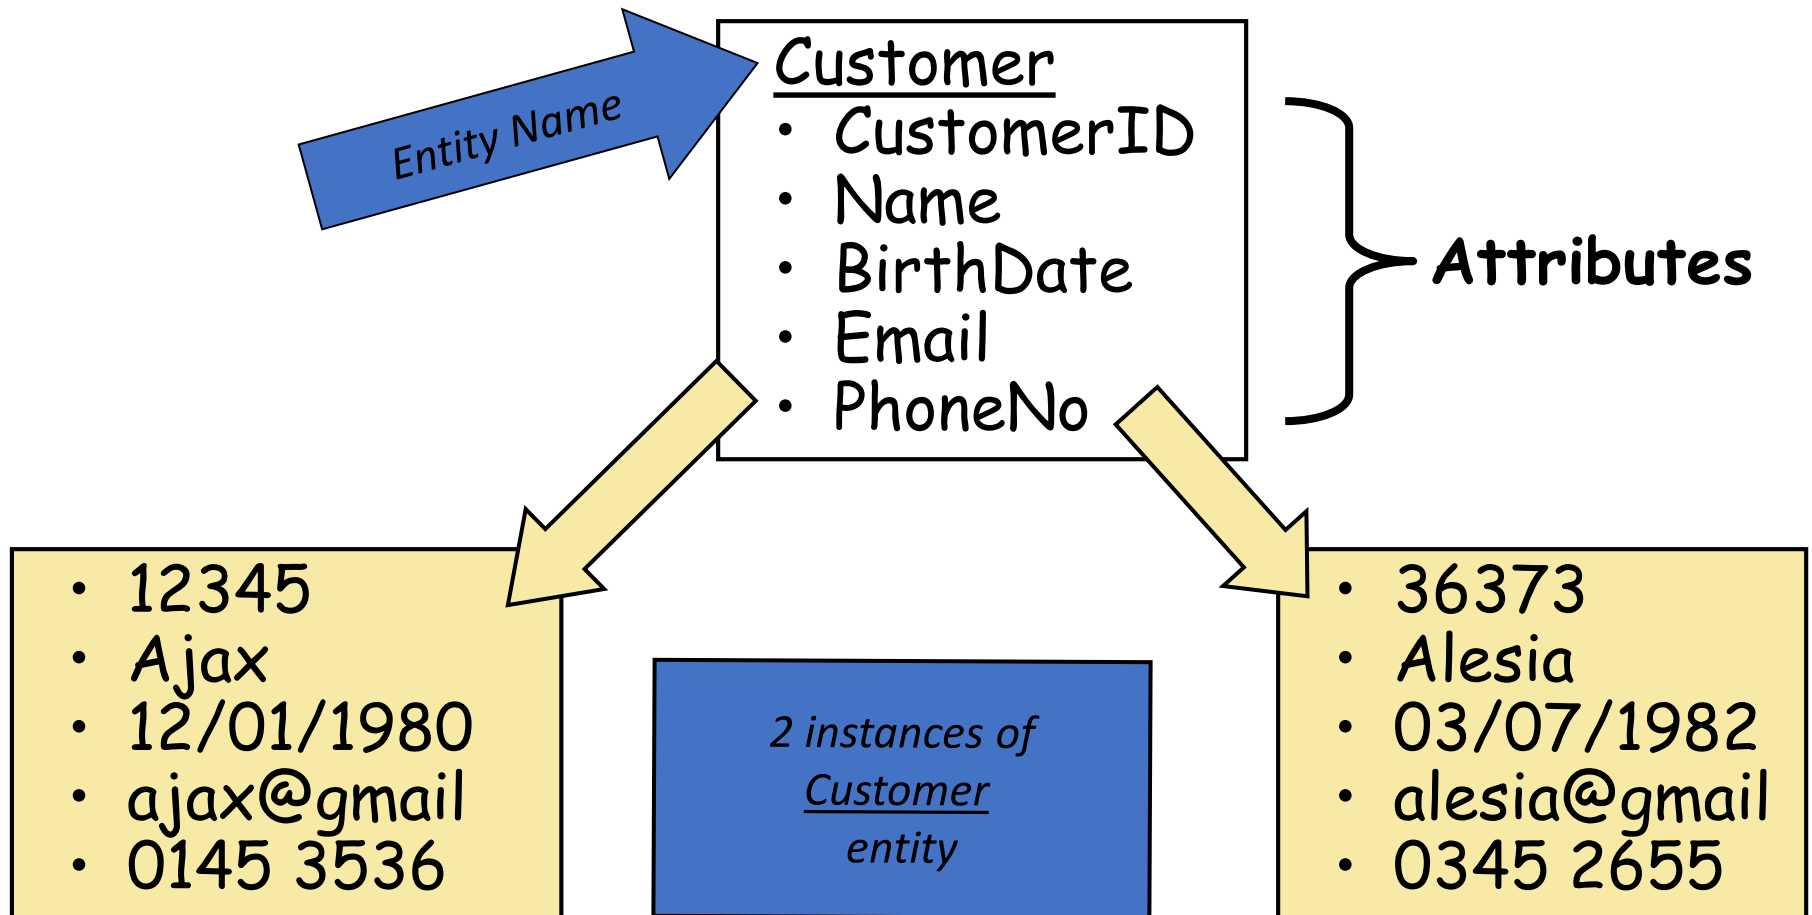 Entity Name
Customer
• CustomerID
• Name
• BirthDate
• Email
• PhoneNo
Attributes
• 12345
• Ajax
• 12/01/1980
• ajax@gmail
• 0145 3536
2 instances of
Customer
entity
• 36373
• Alesia
• 03/07/1982
• alesia@gmail
• 0345 2655